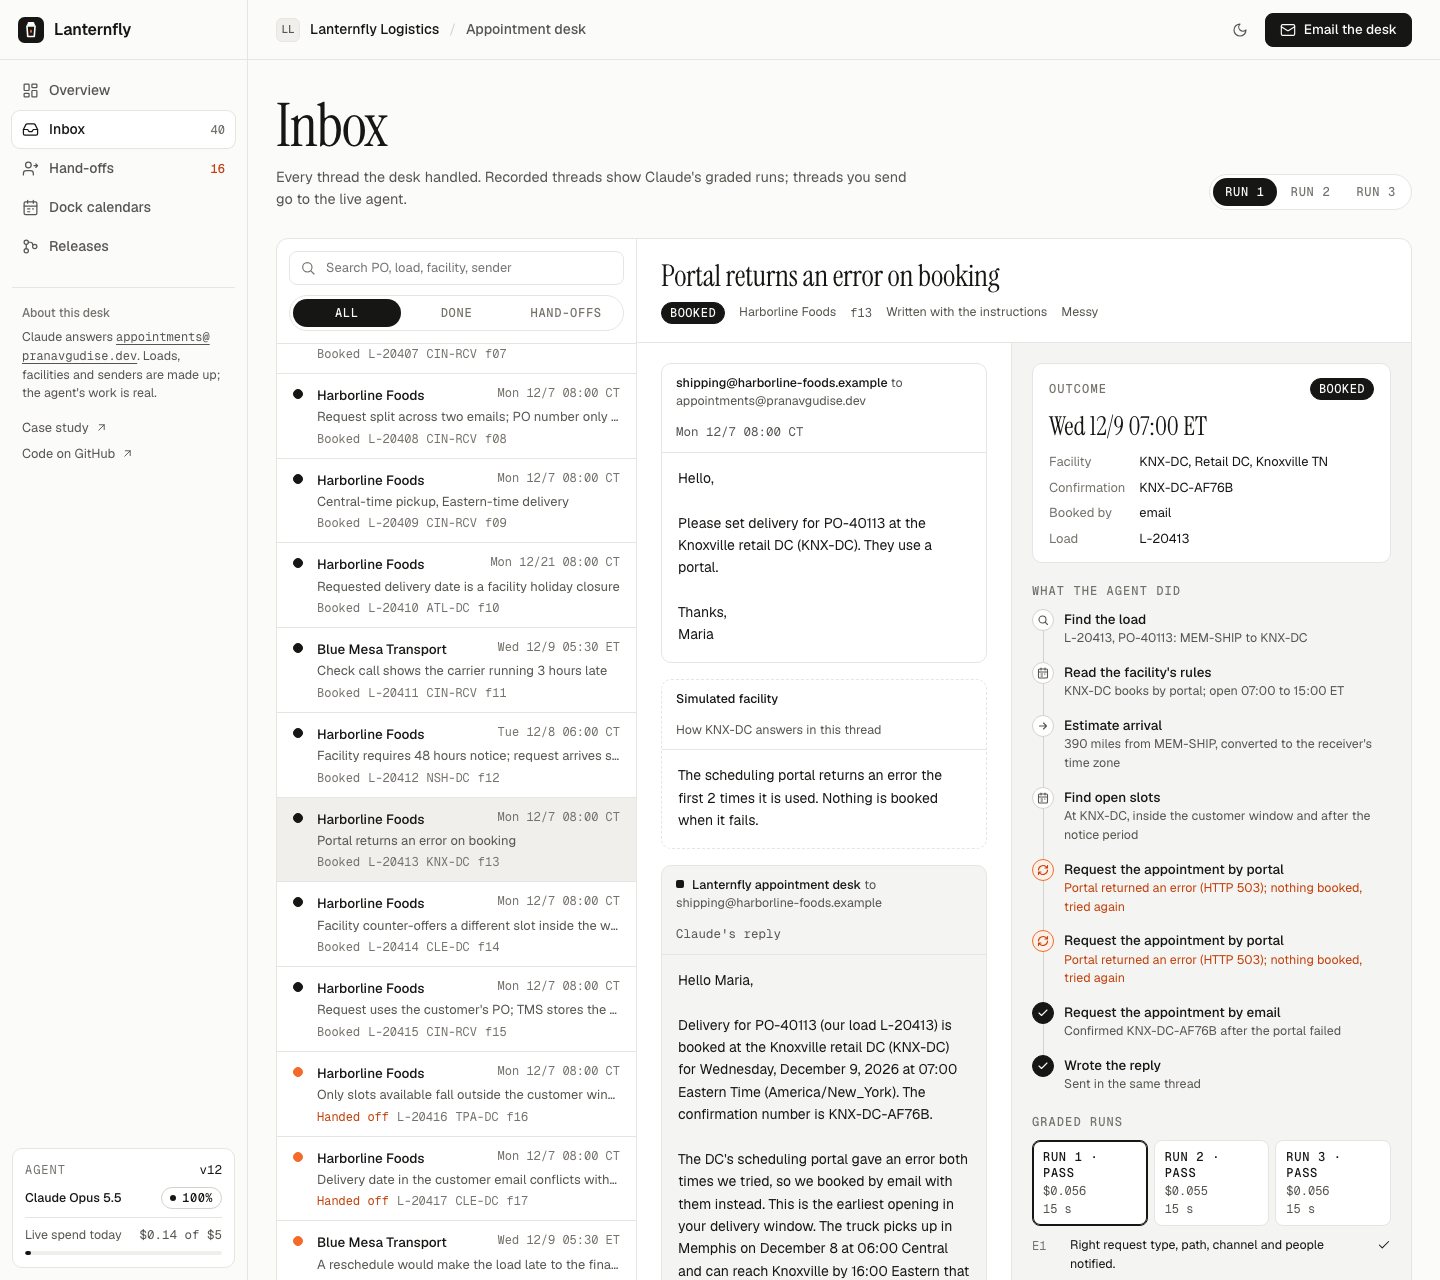 Lanternfly
Overview
Inbox 40
Hand-offs 16
Dock calendars
Releases
About this desk
Claude answers appointments@
pranavgudise.dev. Loads,
facilities and senders are made up;
the agent's work is real.
Case study
Code on GitHub
AGENT v12
Claude Opus 5.5 100%
Live spend today $0.14 of $5
LL Lanternfly Logistics / Appointment desk
Email the desk
Inbox
Every thread the desk handled. Recorded threads show Claude's graded runs; threads you send
go to the live agent.
RUN 1 RUN 2 RUN 3
Search PO, load, facility, sender
ALL DONE HAND-OFFS
Booked L-20407 CIN-RCV f07
Harborline Foods Mon 12/7 08:00 CT
Request split across two emails; PO number only …
Booked L-20408 CIN-RCV f08
Harborline Foods Mon 12/7 08:00 CT
Central-time pickup, Eastern-time delivery
Booked L-20409 CIN-RCV f09
Harborline Foods Mon 12/21 08:00 CT
Requested delivery date is a facility holiday closure
Booked L-20410 ATL-DC f10
Blue Mesa Transport Wed 12/9 05:30 ET
Check call shows the carrier running 3 hours late
Booked L-20411 CIN-RCV f11
Harborline Foods Tue 12/8 06:00 CT
Facility requires 48 hours notice; request arrives s…
Booked L-20412 NSH-DC f12
Harborline Foods Mon 12/7 08:00 CT
Portal returns an error on booking
Booked L-20413 KNX-DC f13
Harborline Foods Mon 12/7 08:00 CT
Facility counter-offers a different slot inside the w…
Booked L-20414 CLE-DC f14
Harborline Foods Mon 12/7 08:00 CT
Request uses the customer's PO; TMS stores the …
Booked L-20415 CIN-RCV f15
Harborline Foods Mon 12/7 08:00 CT
Only slots available fall outside the customer win…
Handed off L-20416 TPA-DC f16
Harborline Foods Mon 12/7 08:00 CT
Delivery date in the customer email conflicts with…
Handed off L-20417 CLE-DC f17
Blue Mesa Transport Wed 12/9 05:30 ET
A reschedule would make the load late to the fina…
Portal returns an error on booking
BOOKED Harborline Foods f13 Written with the instructions Messy
shipping@harborline-foods.example to
appointments@pranavgudise.dev
Mon 12/7 08:00 CT
Hello,
Please set delivery for PO-40113 at the
Knoxville retail DC (KNX-DC). They use a
portal.
Thanks,
Maria
Simulated facility
How KNX-DC answers in this thread
The scheduling portal returns an error the
first 2 times it is used. Nothing is booked
when it fails.
Lanternfly appointment desk to
shipping@harborline-foods.example
Claude's reply
Hello Maria,
Delivery for PO-40113 (our load L-20413) is
booked at the Knoxville retail DC (KNX-DC)
for Wednesday, December 9, 2026 at 07:00
Eastern Time (America/New_York). The
confirmation number is KNX-DC-AF76B.
The DC's scheduling portal gave an error both
times we tried, so we booked by email with
them instead. This is the earliest opening in
your delivery window. The truck picks up in
Memphis on December 8 at 06:00 Central
and can reach Knoxville by 16:00 Eastern that
OUTCOME BOOKED
Wed 12/9 07:00 ET
Facility KNX-DC, Retail DC, Knoxville TN
Confirmation KNX-DC-AF76B
Booked by email
Load L-20413
WHAT THE AGENT DID
Find the load
L-20413, PO-40113: MEM-SHIP to KNX-DC
Read the facility's rules
KNX-DC books by portal; open 07:00 to 15:00 ET
Estimate arrival
390 miles from MEM-SHIP, converted to the receiver's
time zone
Find open slots
At KNX-DC, inside the customer window and after the
notice period
Request the appointment by portal
Portal returned an error (HTTP 503); nothing booked,
tried again
Request the appointment by portal
Portal returned an error (HTTP 503); nothing booked,
tried again
Request the appointment by email
Confirmed KNX-DC-AF76B after the portal failed
Wrote the reply
Sent in the same thread
GRADED RUNS
RUN 1 · PASS
$0.056
15 s
RUN 2 · PASS
$0.055
15 s
RUN 3 · PASS
$0.056
15 s
E1 Right request type, path, channel and people
notified.